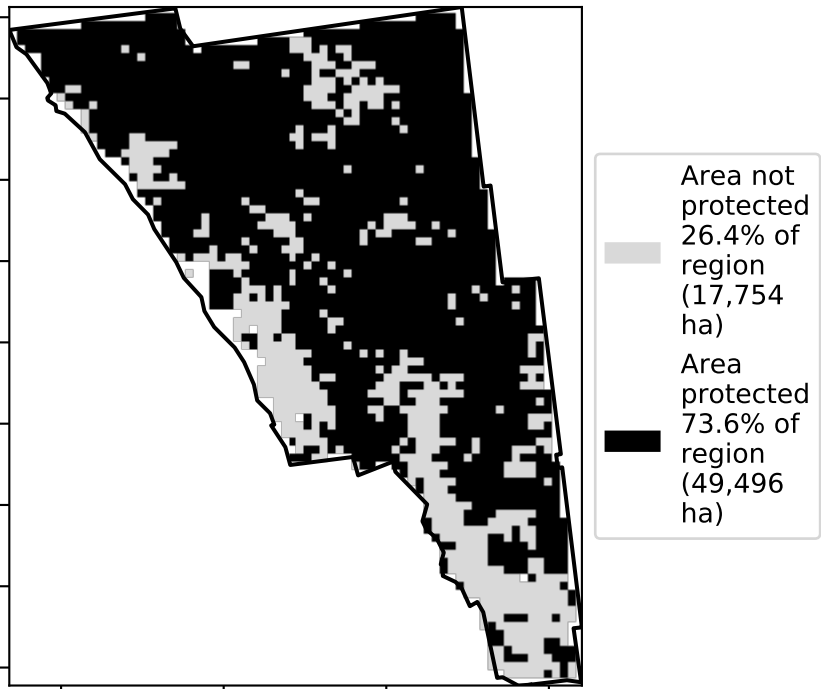 Area not
protected
26.4% of
region
(17,754
ha)
Area
protected
73.6% of
region
(49,496
ha)